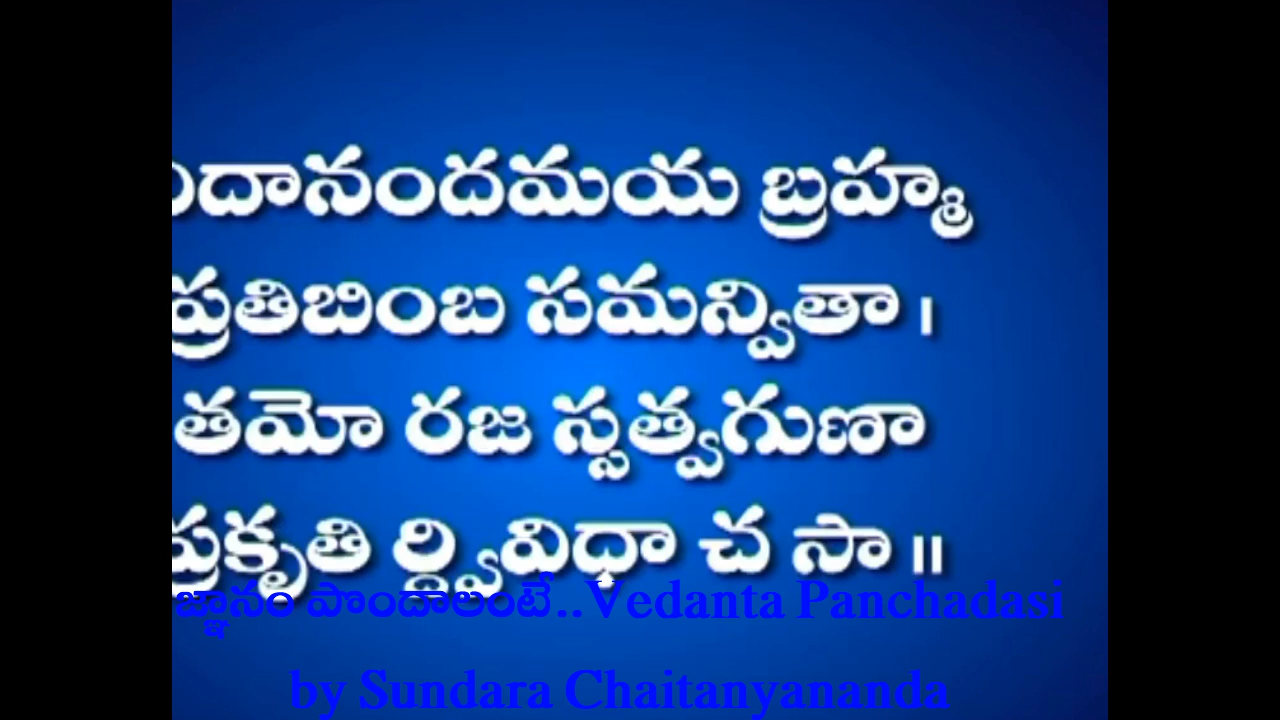 దానందమయ బ్రహ్మ
ప్రతిబింబ సమన్వితా ।
తమో రజ స్సత్వగుణా
ప్రకృతి ర్ద్వివిధా చ సా ॥
జ్ఞానం పొందాలంటే..Vedanta Panchadasi
by Sundara Chaitanyananda